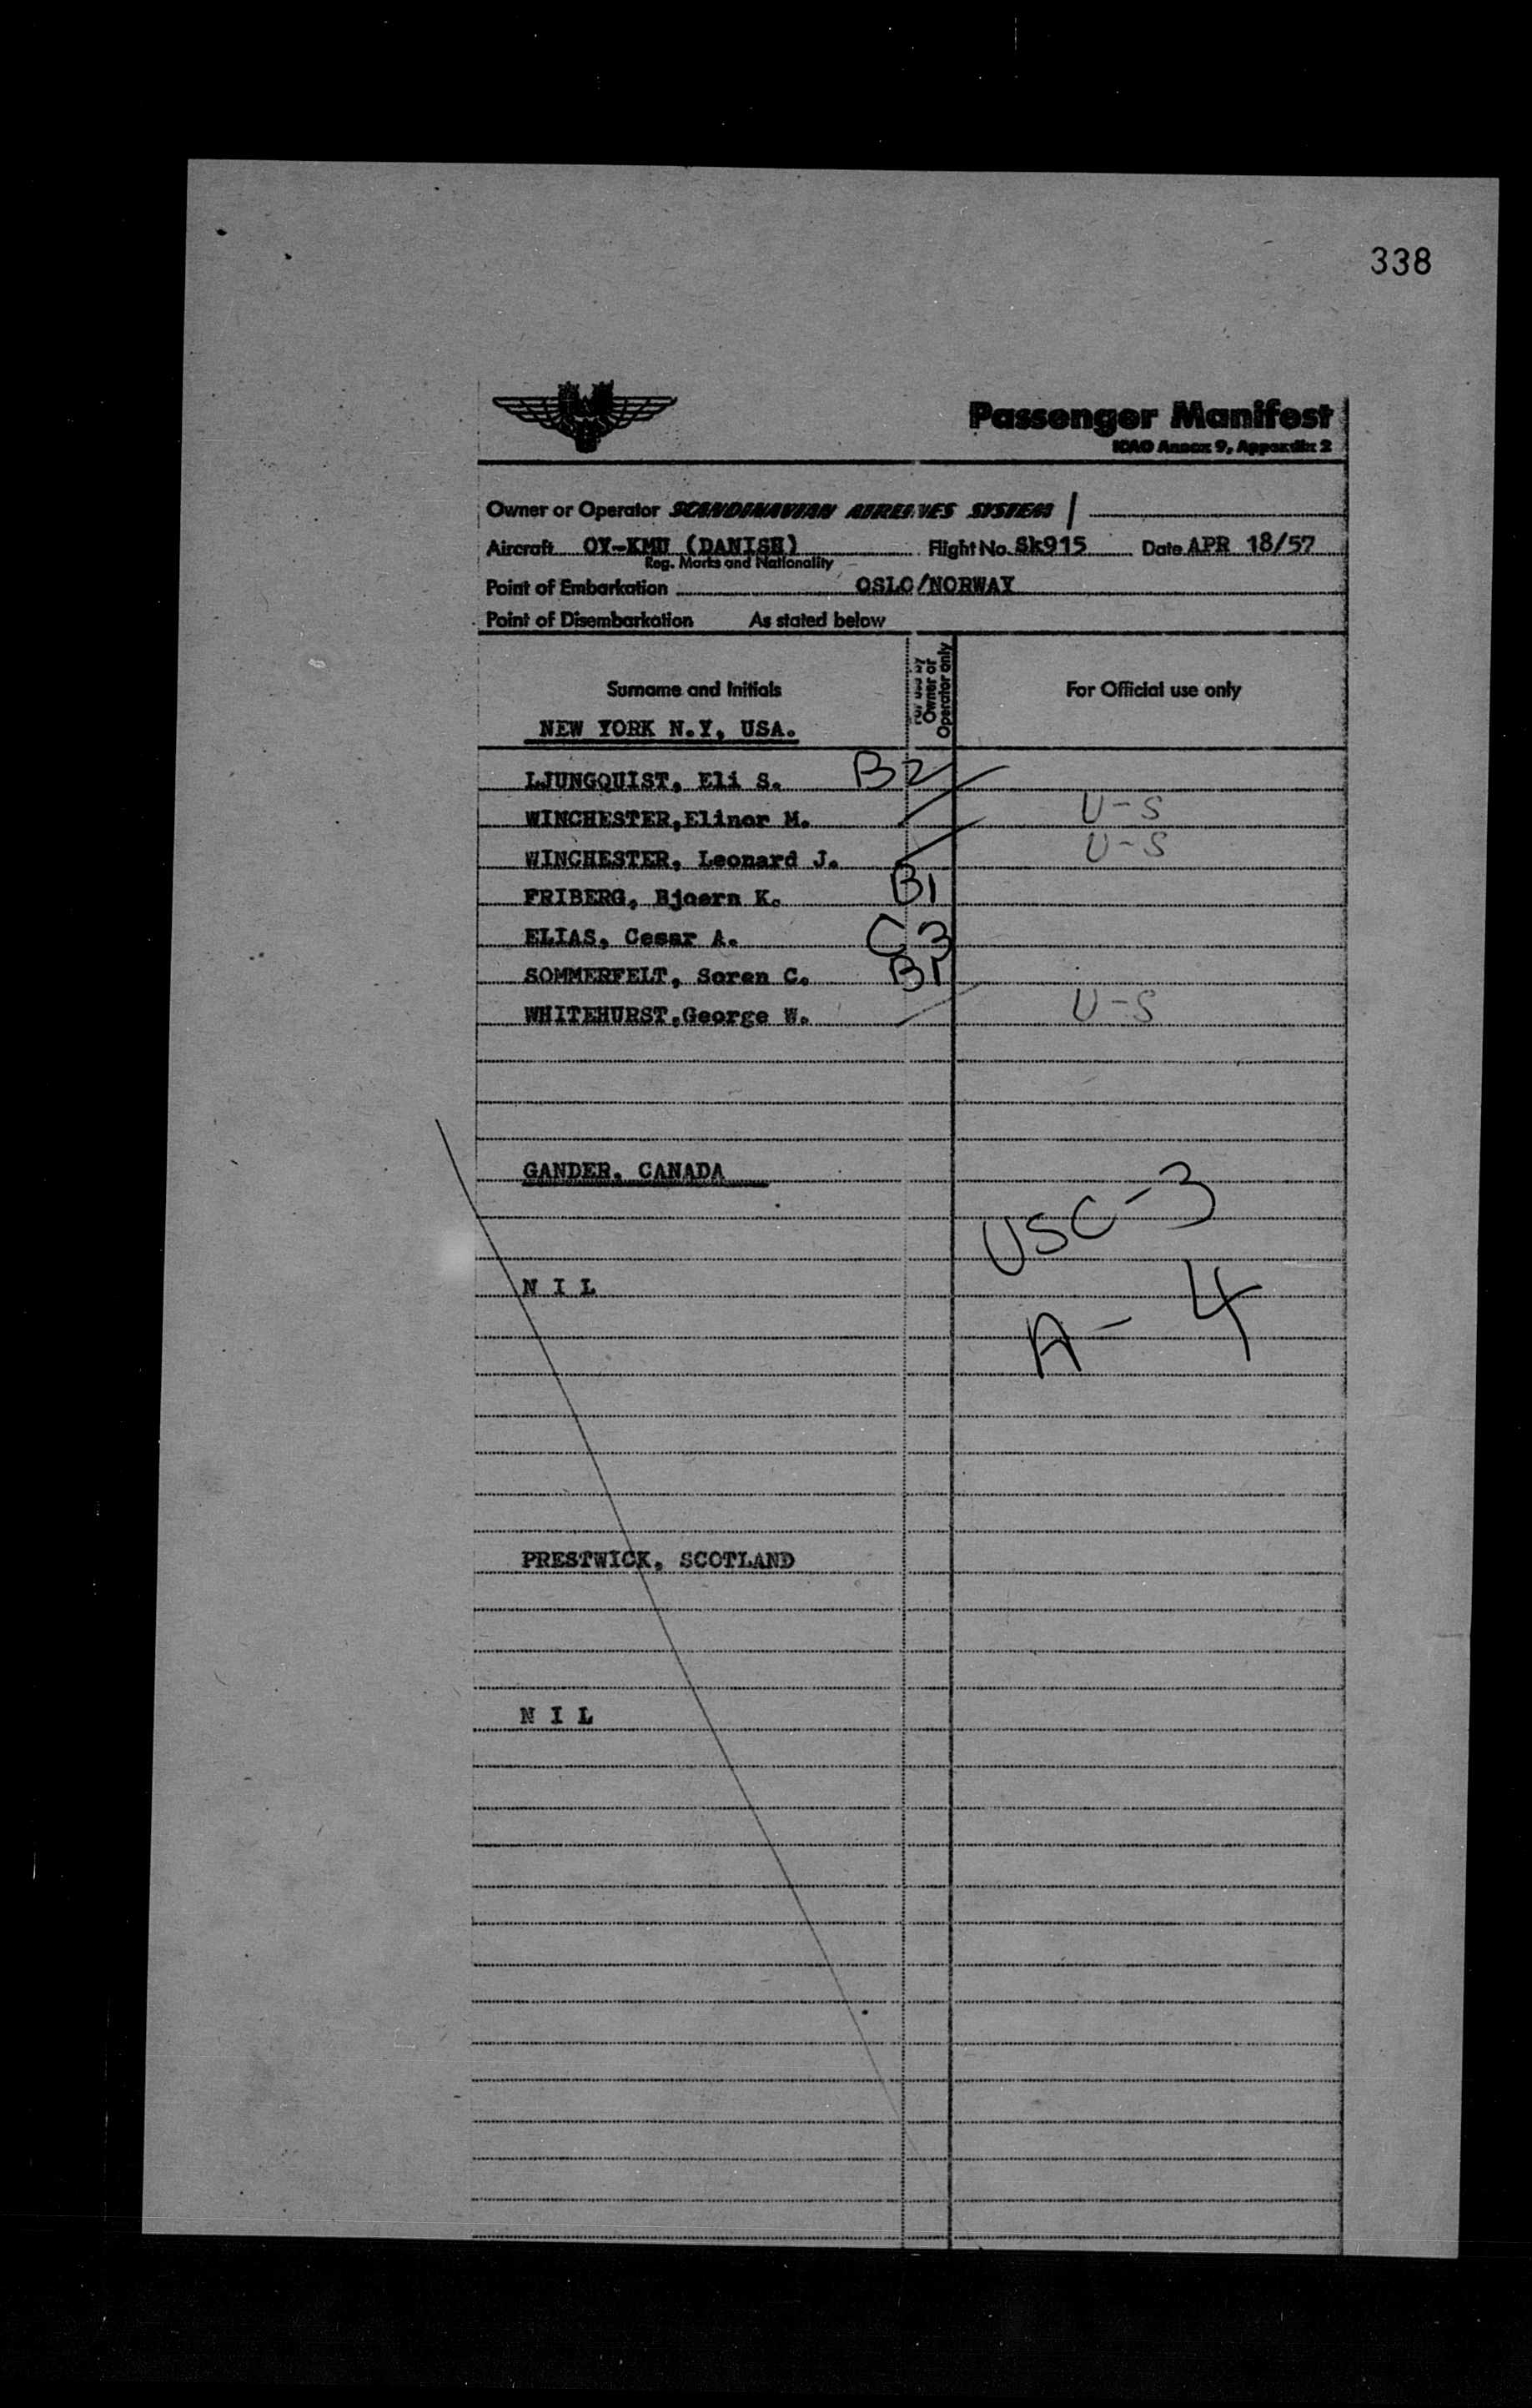 338
Passenger Manifest
ICAO Annex 9, Appendix 2
Owner or Operator SCANDINAVIAN AIRLINES SYSTEM /
Aircraft OY-KMU (DANISH) Flight No. SK915 Date APR 18/57
Reg. Marks and Nationality
Point of Embarkation OSLO/NORWAY
Point of Disembarkation As stated below
Surname and Initials
For use by Owner or Operator only
For Official use only
NEW YORK N.Y, USA.
LJUNGQUIST, Eli S. B2
WINCHESTER,Elinor M. U-S
WINCHESTER, Leonard J. U-S
FRIBERG, Bjoern K. B1
ELIAS, Cesar A. C3
SOMMERFELT, Soren C. B1
WHITEHURST,George W. U-S
GANDER, CANADA
USC-3
N I L
A-4
PRESTWICK, SCOTLAND
N I L